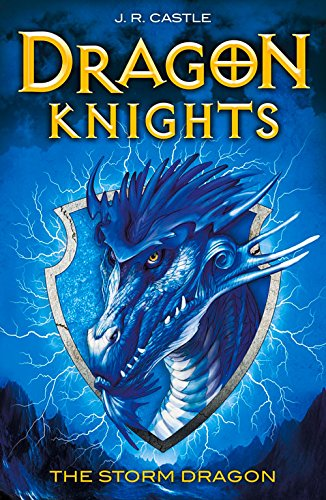 J. R. CASTLE
DRAGON
KNIGHTS
THE STORM DRAGON